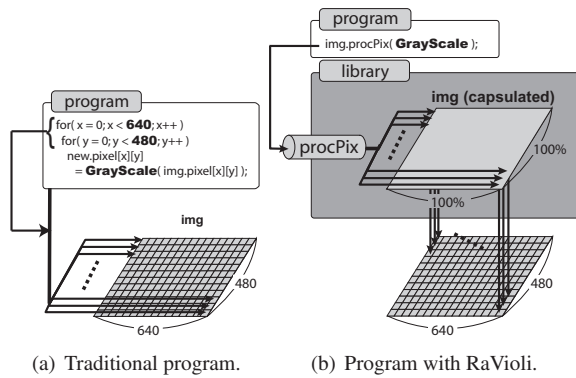 program
for( x = 0; x < 640; x++ )
for( y = 0; y < 480; y++ )
new.pixel[x][y]
= GrayScale( img.pixel[x][y] );
img
480
640
(a) Traditional program.
program
img.procPix( GrayScale );
library
img (capsulated)
procPix
100%
100%
480
640
(b) Program with RaVioli.